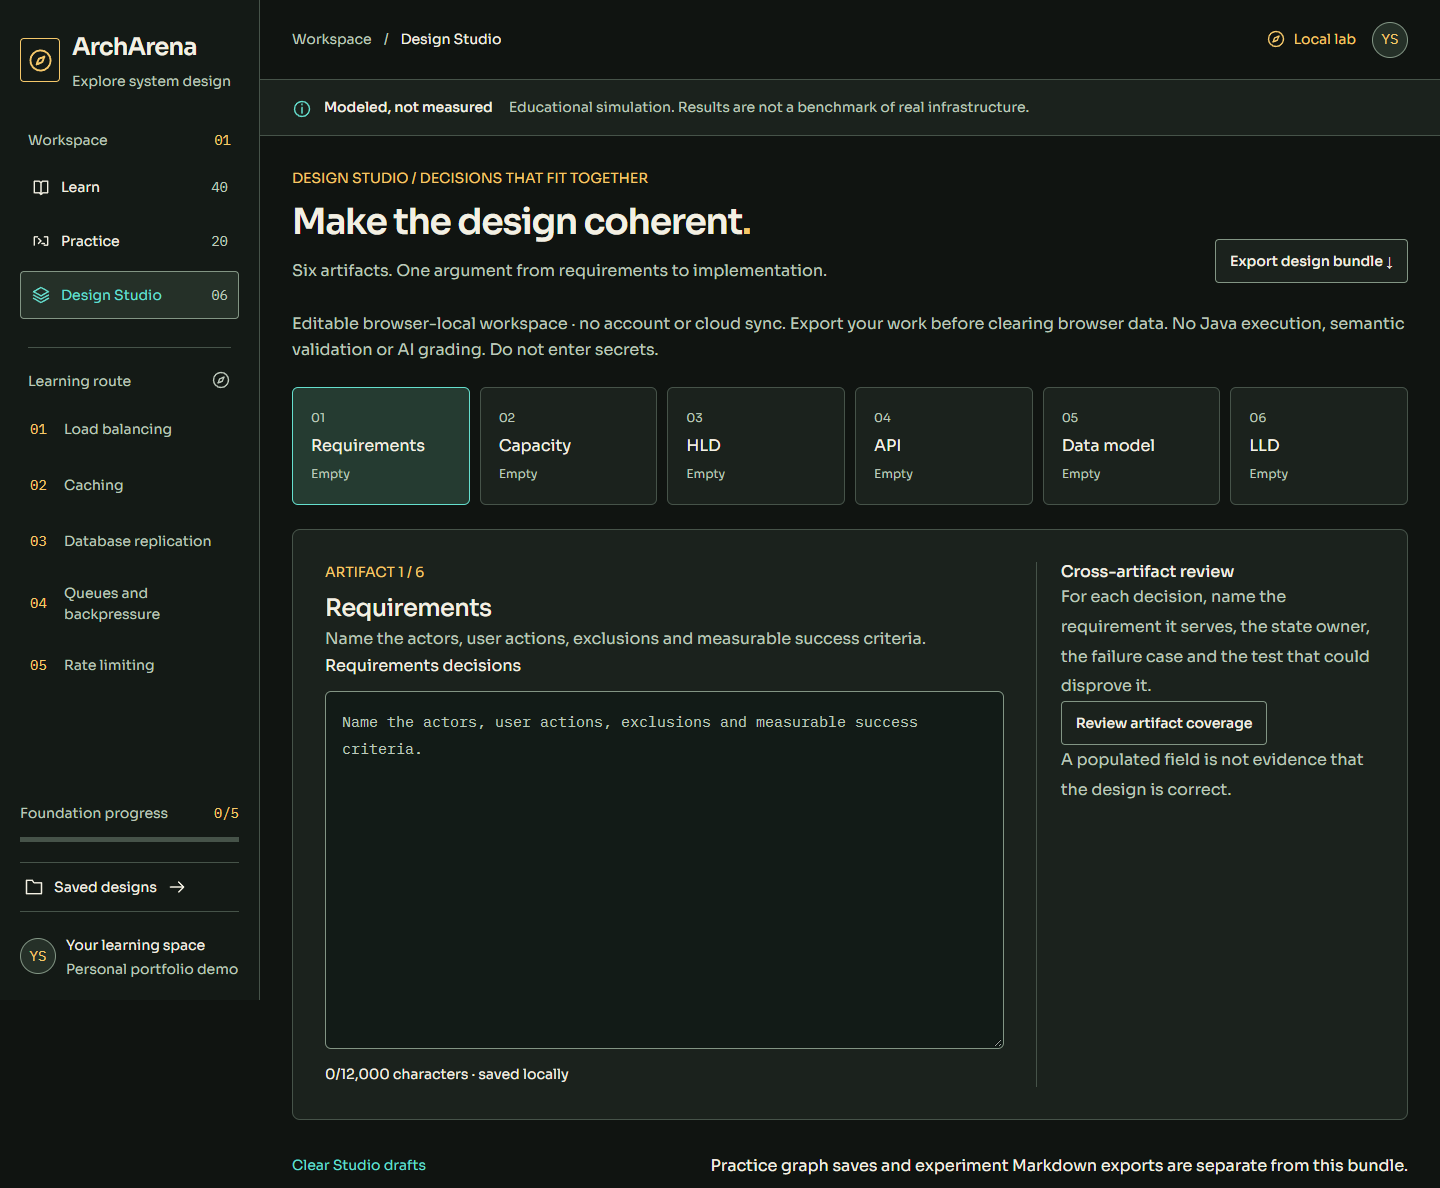 ArchArena
Explore system design
Workspace 01
Learn 40
Practice 20
Design Studio 06
Learning route
01 Load balancing
02 Caching
03 Database replication
04 Queues and
backpressure
05 Rate limiting
Foundation progress 0/5
Saved designs →
YS Your learning space
Personal portfolio demo
Workspace / Design Studio
Local lab YS
Modeled, not measured Educational simulation. Results are not a benchmark of real infrastructure.
DESIGN STUDIO / DECISIONS THAT FIT TOGETHER
Make the design coherent.
Six artifacts. One argument from requirements to implementation.
Export design bundle ↓
Editable browser-local workspace · no account or cloud sync. Export your work before clearing browser data. No Java execution, semantic
validation or AI grading. Do not enter secrets.
01
Requirements
Empty
02
Capacity
Empty
03
HLD
Empty
04
API
Empty
05
Data model
Empty
06
LLD
Empty
ARTIFACT 1 / 6
Requirements
Name the actors, user actions, exclusions and measurable success criteria.
Requirements decisions
Name the actors, user actions, exclusions and measurable success
criteria.
0/12,000 characters · saved locally
Cross-artifact review
For each decision, name the
requirement it serves, the state owner,
the failure case and the test that could
disprove it.
Review artifact coverage
A populated field is not evidence that
the design is correct.
Clear Studio drafts
Practice graph saves and experiment Markdown exports are separate from this bundle.